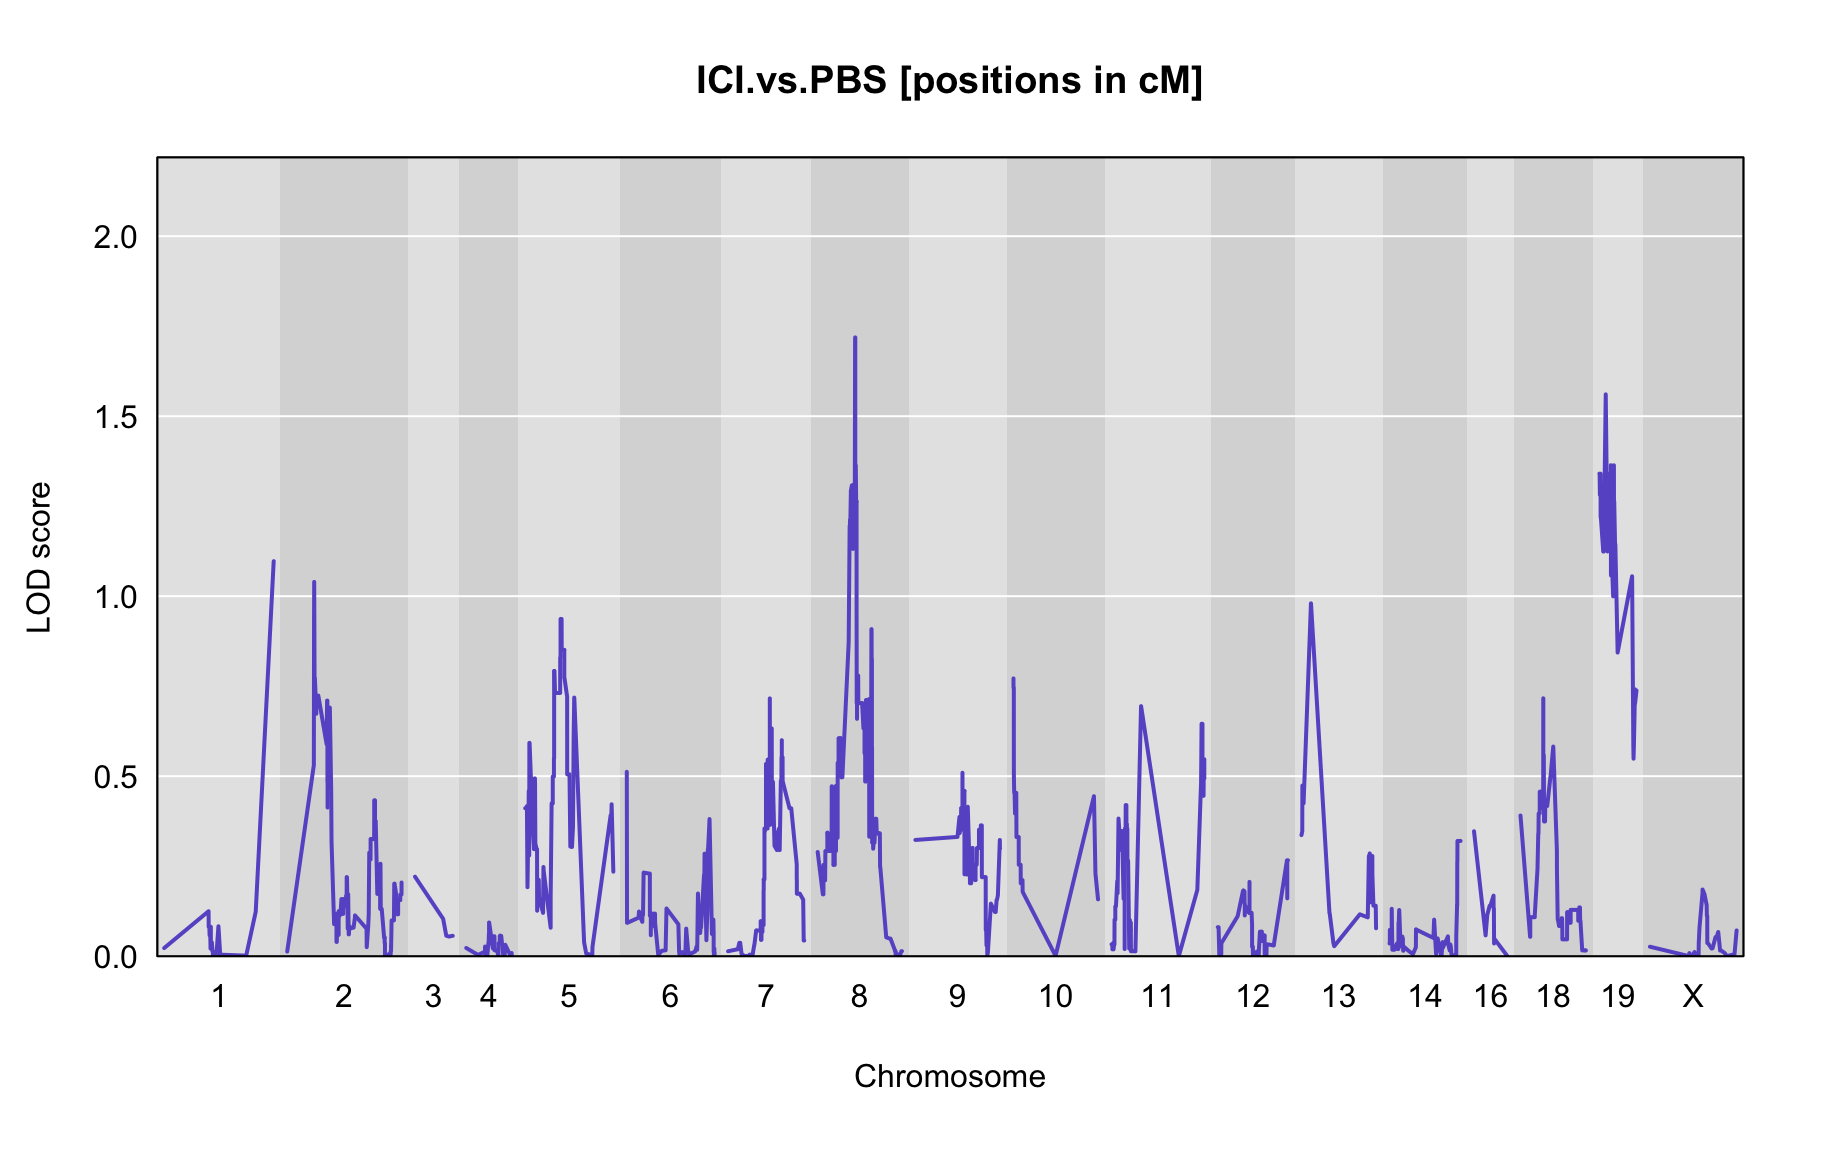 ICI.vs.PBS [positions in cM]
2.0
1.5
1.0
0.5
0.0
LOD score
1 2 3 4 5 6 7 8 9 10 11 12 13 14 16 18 19 X
Chromosome